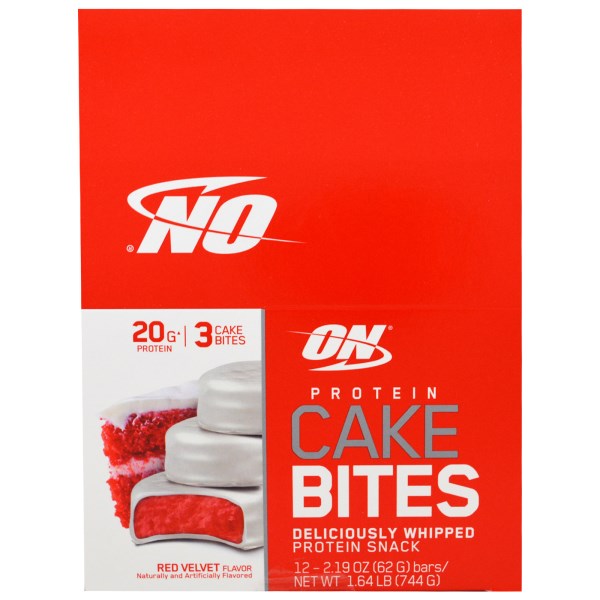 ON®
20G* | 3 CAKE
PROTEIN BITES
ON®
PROTEIN
CAKE
BITES
DELICIOUSLY WHIPPED
PROTEIN SNACK
RED VELVET FLAVOR
Naturally and Artificially Flavored
12 – 2.19 OZ (62 G) bars/
NET WT 1.64 LB (744 G)